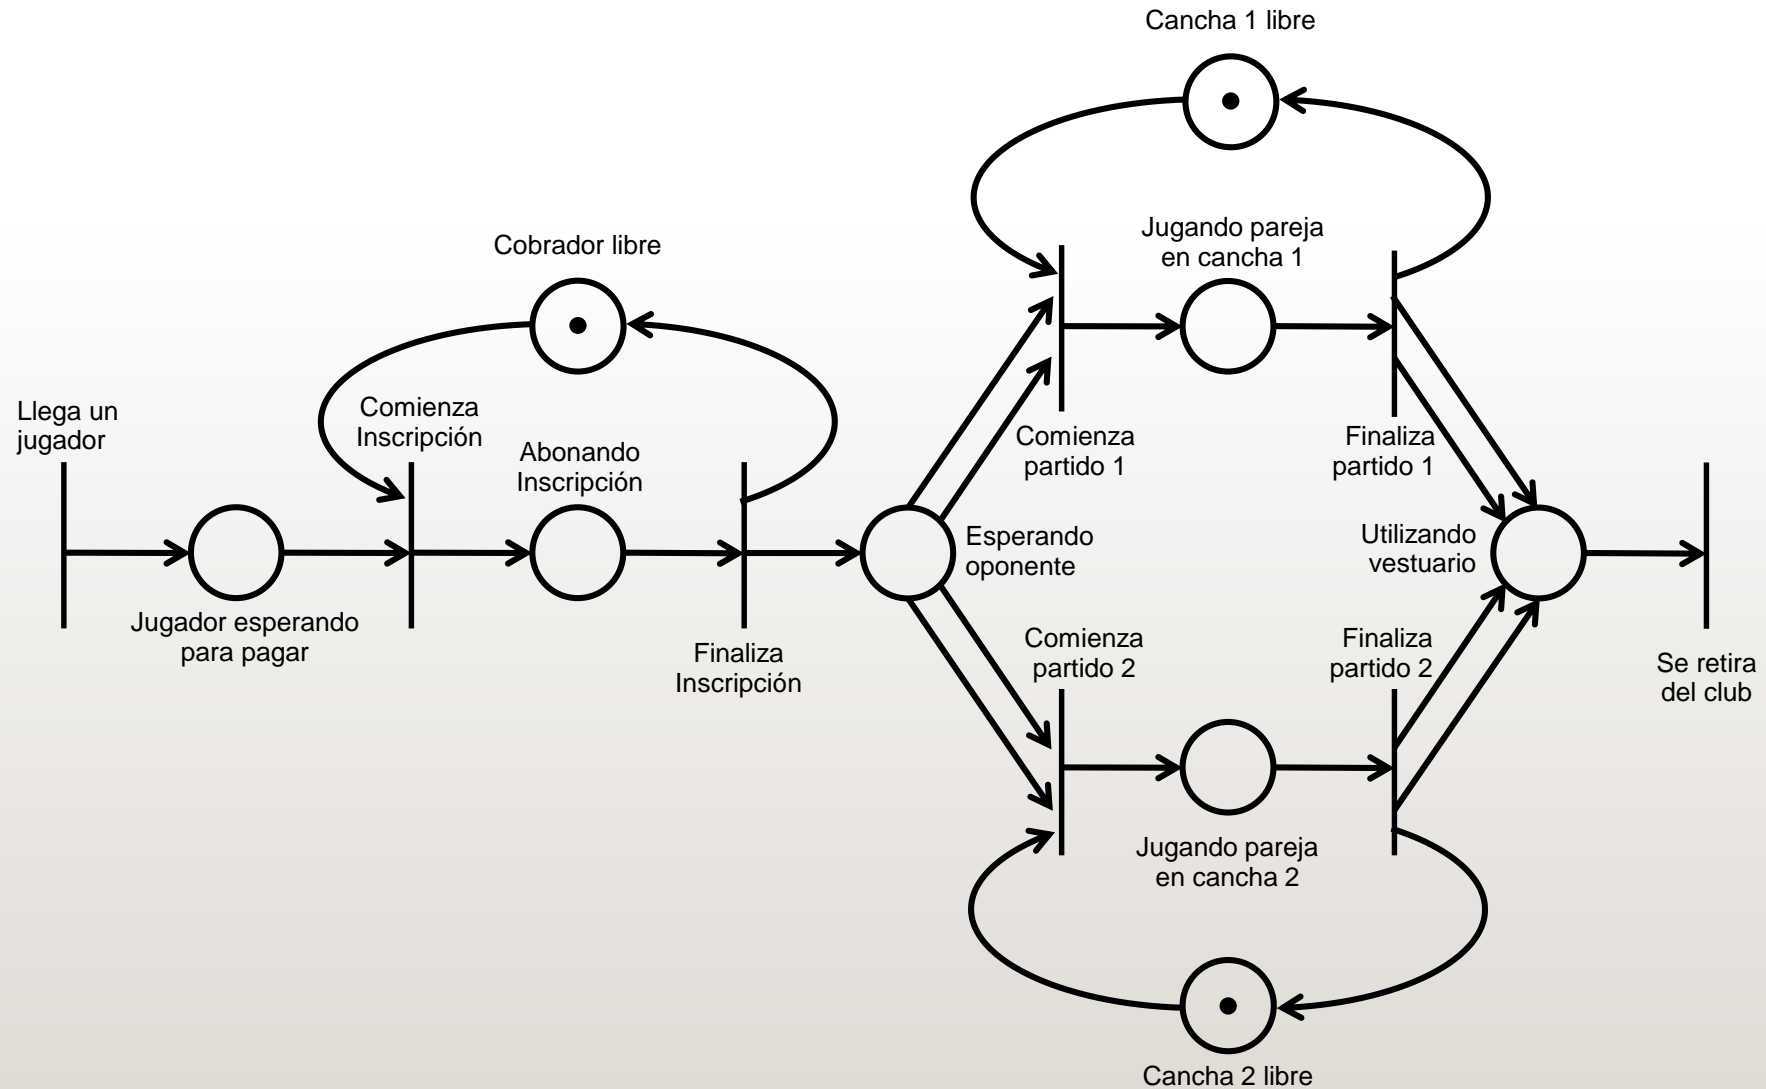 Cancha 1 libre
Jugando pareja
en cancha 1
Cobrador libre
Llega un
jugador
Comienza
Inscripción
Abonando
Inscripción
Comienza
partido 1
Finaliza
partido 1
Esperando
oponente
Utilizando
vestuario
Jugador esperando
para pagar
Finaliza
Inscripción
Comienza
partido 2
Finaliza
partido 2
Se retira
del club
Jugando pareja
en cancha 2
Cancha 2 libre